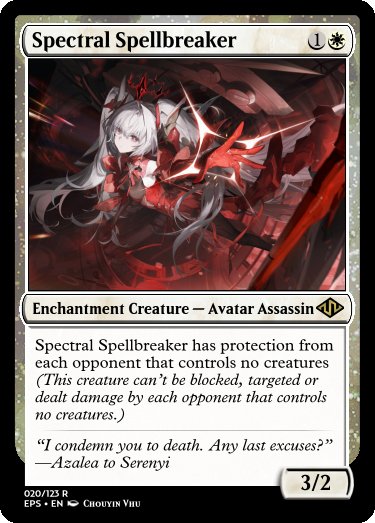 Spectral Spellbreaker 1
Enchantment Creature — Avatar Assassin
Spectral Spellbreaker has protection from
each opponent that controls no creatures
(This creature can't be blocked, targeted or
dealt damage by each opponent that controls
no creatures.)
“I condemn you to death. Any last excuses?”
—Azalea to Serenyi
3/2
020/123 R
EPS • EN Chouyin Vhu